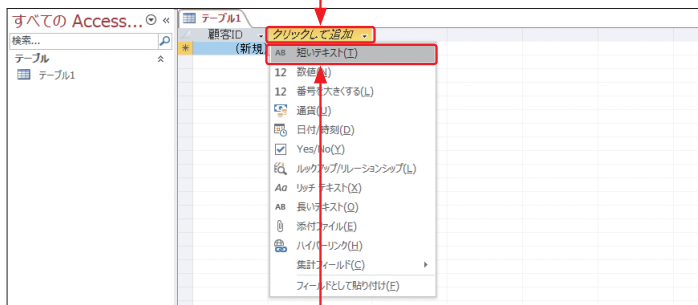 すべての Access...
検索...
テーブル
テーブル1
テーブル1
顧客ID クリックして追加
(新規)
AB 短いテキスト(T)
12 数値(N)
12 番号を大きくする(L)
通貨(U)
日付/時刻(D)
Yes/No(Y)
ルックアップ/リレーションシップ(L)
Aa リッチ テキスト(X)
AB 長いテキスト(O)
添付ファイル(E)
ハイパーリンク(H)
集計フィールド(C)
フィールドとして貼り付け(F)